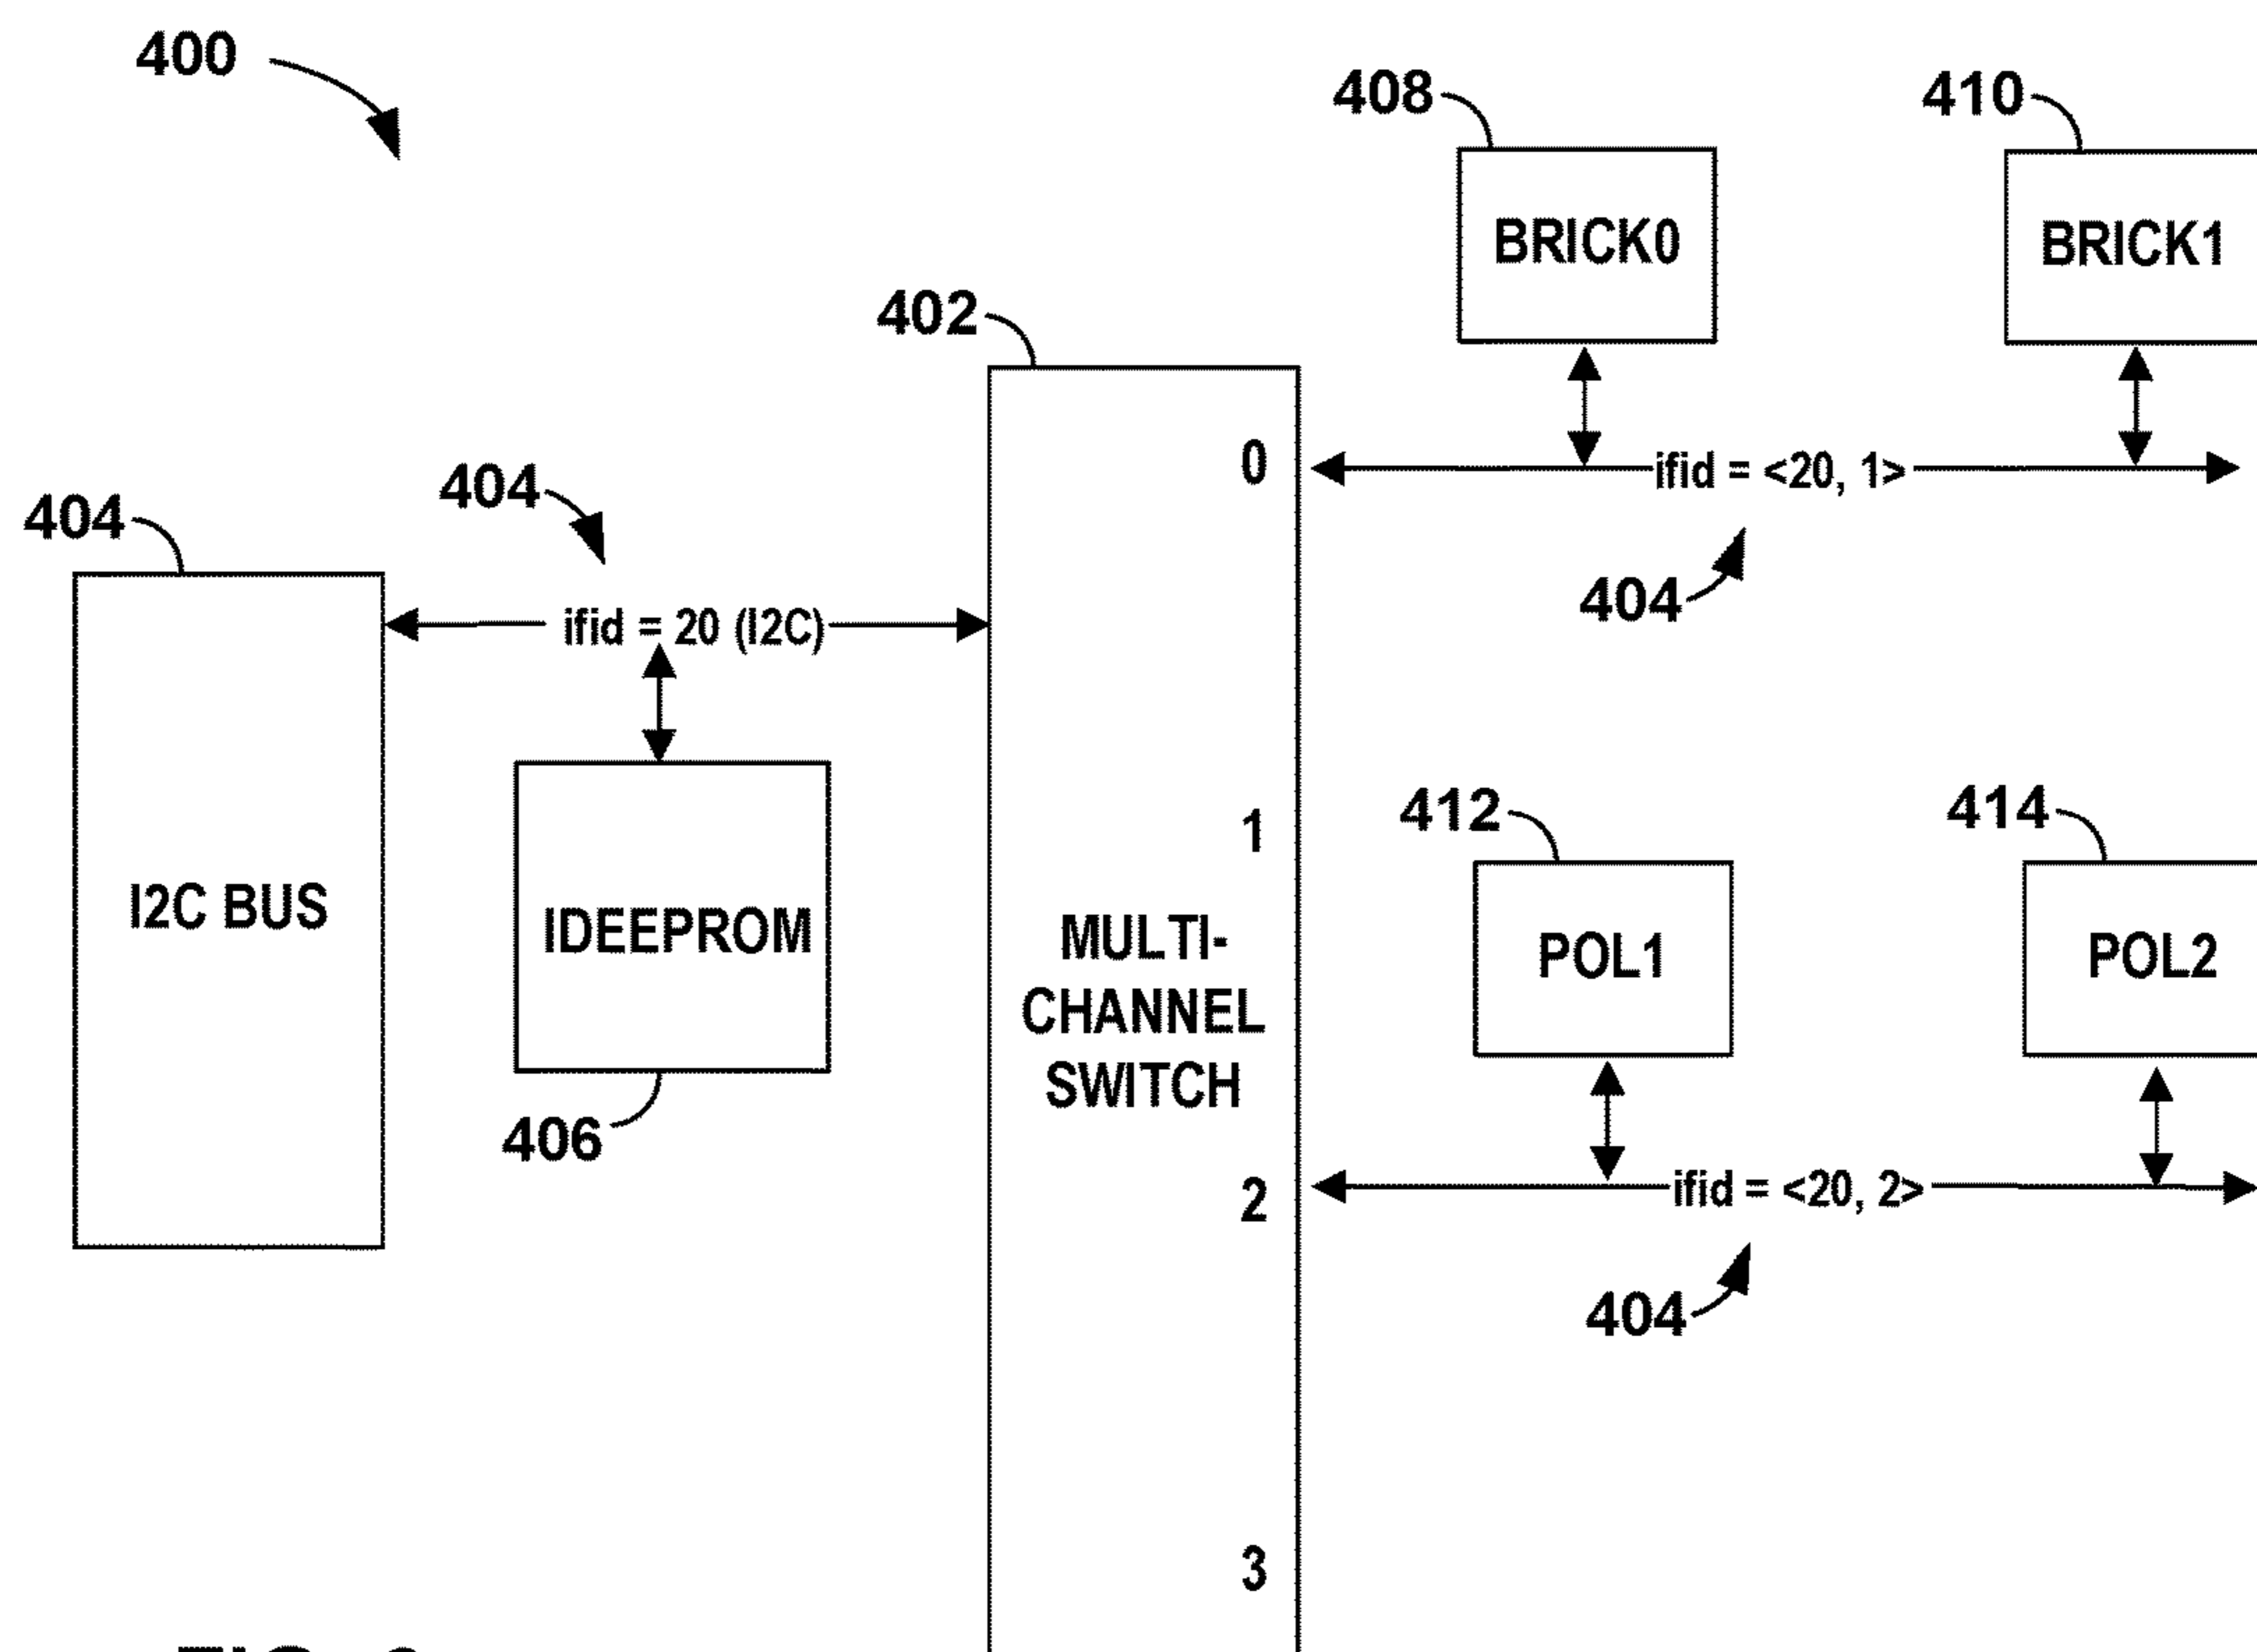 400
408
410
BRICK0
BRICK1
402
404
404
0
ifid = <20, 1>
404
ifid = 20 (I2C)
I2C BUS
IDEEPROM
406
1
MULTI-
CHANNEL
SWITCH
412
414
POL1
POL2
2
ifid = <20, 2>
404
3